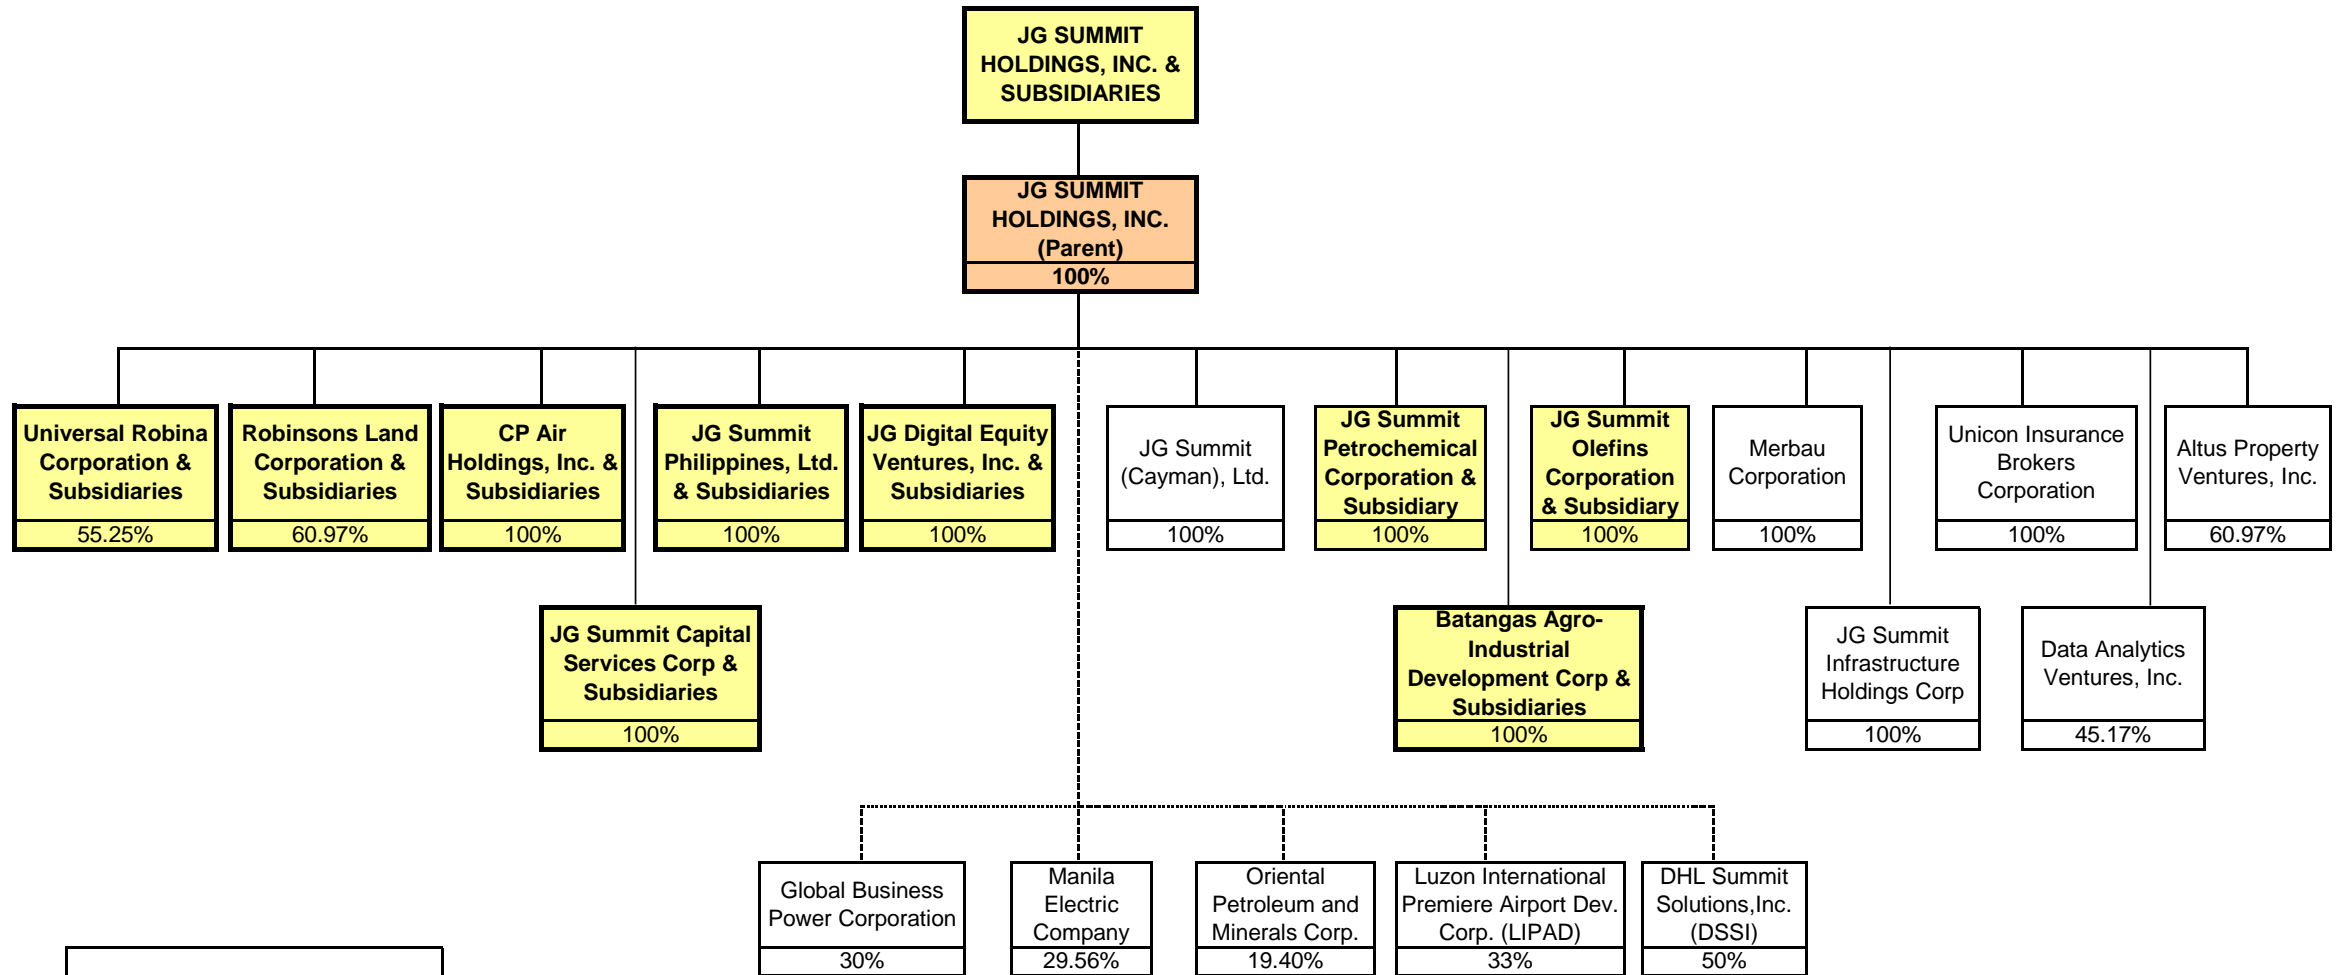 JG SUMMIT
HOLDINGS, INC. &
SUBSIDIARIES
JG SUMMIT
HOLDINGS, INC.
(Parent)
100%
Universal Robina
Corporation &
Subsidiaries
55.25%
Robinsons Land
Corporation &
Subsidiaries
60.97%
CP Air
Holdings, Inc. &
Subsidiaries
100%
JG Summit
Philippines, Ltd.
& Subsidiaries
100%
JG Digital Equity
Ventures, Inc. &
Subsidiaries
100%
JG Summit
(Cayman), Ltd.
100%
JG Summit
Petrochemical
Corporation &
Subsidiary
100%
JG Summit
Olefins
Corporation
& Subsidiary
100%
Merbau
Corporation
100%
Unicon Insurance
Brokers
Corporation
100%
Altus Property
Ventures, Inc.
60.97%
JG Summit Capital
Services Corp &
Subsidiaries
100%
Batangas Agro-
Industrial
Development Corp &
Subsidiaries
100%
JG Summit
Infrastructure
Holdings Corp
100%
Data Analytics
Ventures, Inc.
45.17%
Global Business
Power Corporation
30%
Manila
Electric
Company
29.56%
Oriental
Petroleum and
Minerals Corp.
19.40%
Luzon International
Premiere Airport Dev.
Corp. (LIPAD)
33%
DHL Summit
Solutions,Inc.
(DSSI)
50%